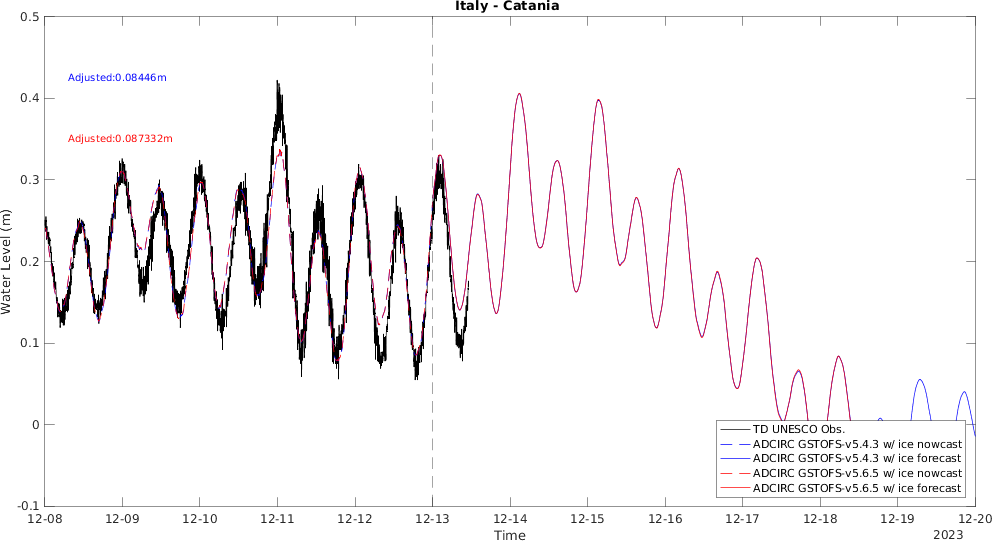 Italy - Catania
0.5
0.4
0.3
0.2
0.1
0
-0.1
Water Level (m)
Adjusted:0.08446m
Adjusted:0.087332m
TD UNESCO Obs.
ADCIRC GSTOFS-v5.4.3 w/ ice nowcast
ADCIRC GSTOFS-v5.4.3 w/ ice forecast
ADCIRC GSTOFS-v5.6.5 w/ ice nowcast
ADCIRC GSTOFS-v5.6.5 w/ ice forecast
12-08 12-09 12-10 12-11 12-12 12-13 12-14 12-15 12-16 12-17 12-18 12-19 12-20
Time
2023